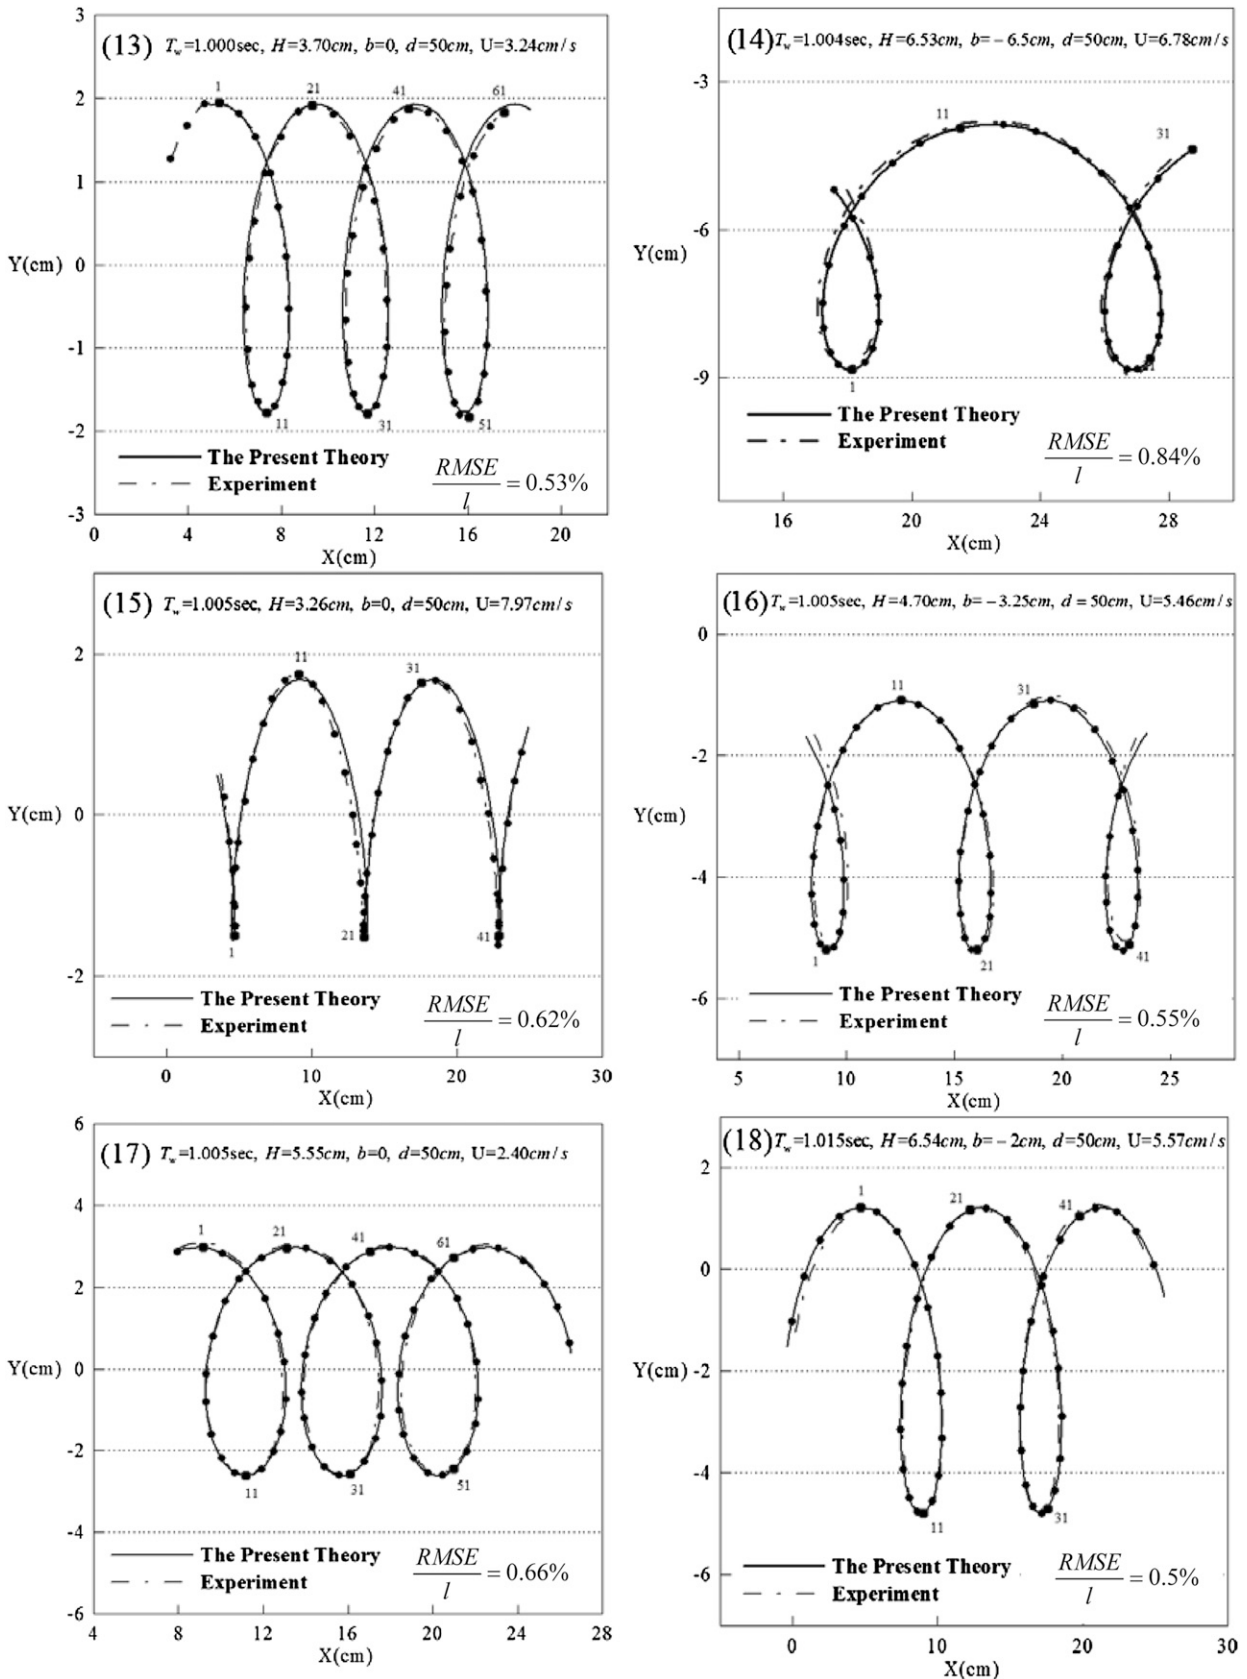 (13) T_w=1.000sec, H=3.70cm, b=0, d=50cm, U=3.24cm/s
3
2
1
0
-1
-2
-3
Y(cm)
1
21
41
61
11
31
51
The Present Theory
Experiment
RMSE/l = 0.53%
0 4 8 12 16 20
X(cm)
(14) T_w=1.004sec, H=6.53cm, b=-6.5cm, d=50cm, U=6.78cm/s
-3
-6
-9
Y(cm)
11
31
1
The Present Theory
Experiment
RMSE/l = 0.84%
16 20 24 28
X(cm)
(15) T_w=1.005sec, H=3.26cm, b=0, d=50cm, U=7.97cm/s
2
0
-2
Y(cm)
11
31
1
21
41
The Present Theory
Experiment
RMSE/l = 0.62%
0 10 20 30
X(cm)
(16) T_w=1.005sec, H=4.70cm, b=-3.25cm, d=50cm, U=5.46cm/s
0
-2
-4
-6
Y(cm)
11
31
1
21
41
The Present Theory
Experiment
RMSE/l = 0.55%
5 10 15 20 25
X(cm)
(17) T_w=1.005sec, H=5.55cm, b=0, d=50cm, U=2.40cm/s
6
4
2
0
-2
-4
-6
Y(cm)
1
21
41
61
11
31
51
The Present Theory
Experiment
RMSE/l = 0.66%
4 8 12 16 20 24 28
X(cm)
(18) T_w=1.015sec, H=6.54cm, b=-2cm, d=50cm, U=5.57cm/s
2
0
-2
-4
-6
Y(cm)
1
21
41
11
31
The Present Theory
Experiment
RMSE/l = 0.5%
0 10 20 30
X(cm)